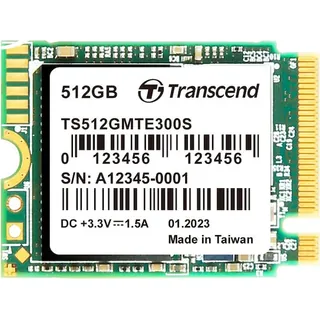 512GB
Transcend
TS512GMTE300S
0 123456 123456
S/N: A12345-0001
DC +3.3V⎓1.5A 01.2023
Made in Taiwan